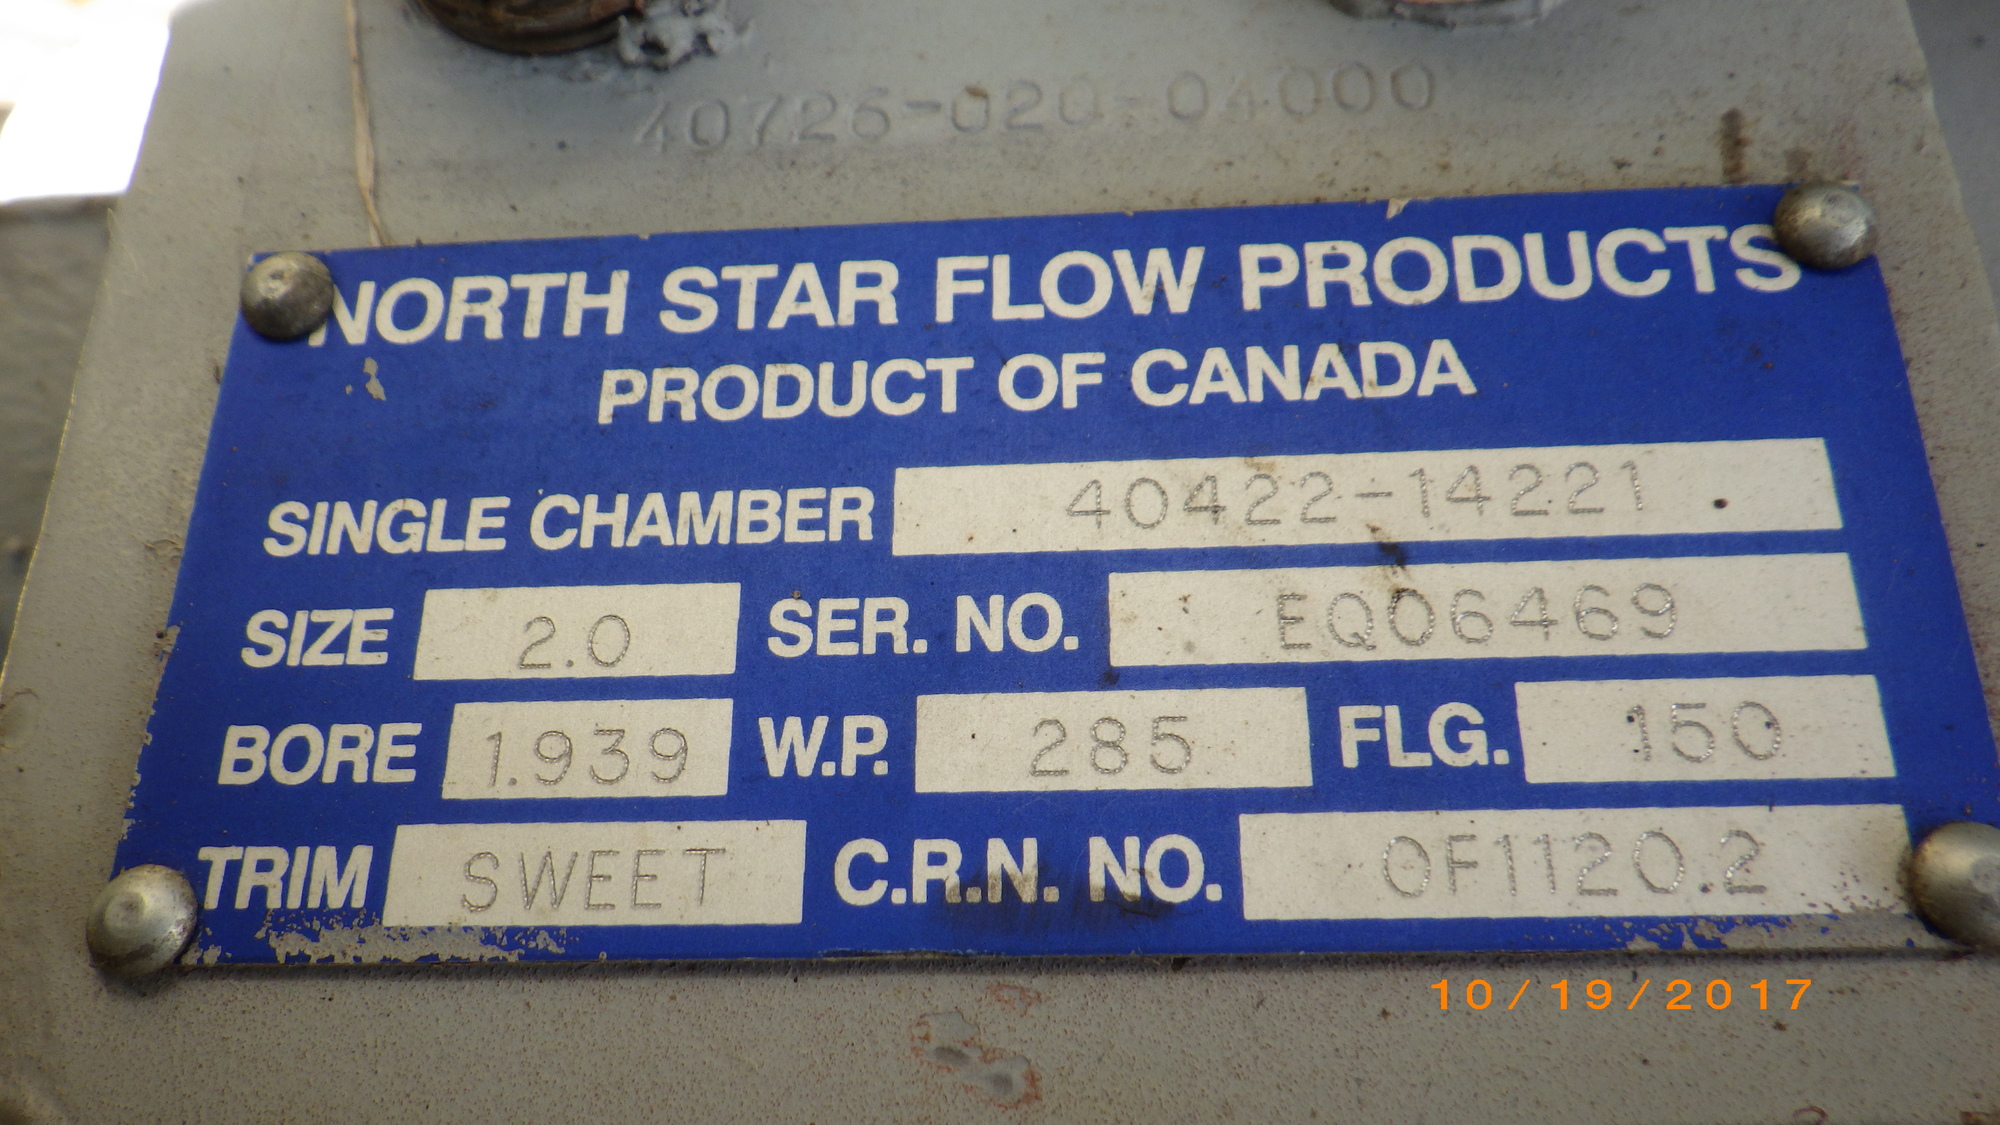 40726-020-04000
NORTH STAR FLOW PRODUCTS
PRODUCT OF CANADA
SINGLE CHAMBER 40422-14221
SIZE 2.0 SER. NO. EQ06469
BORE 1.939 W.P. 285 FLG. 150
TRIM SWEET C.R.N. NO. OF1120.2
10/19/2017